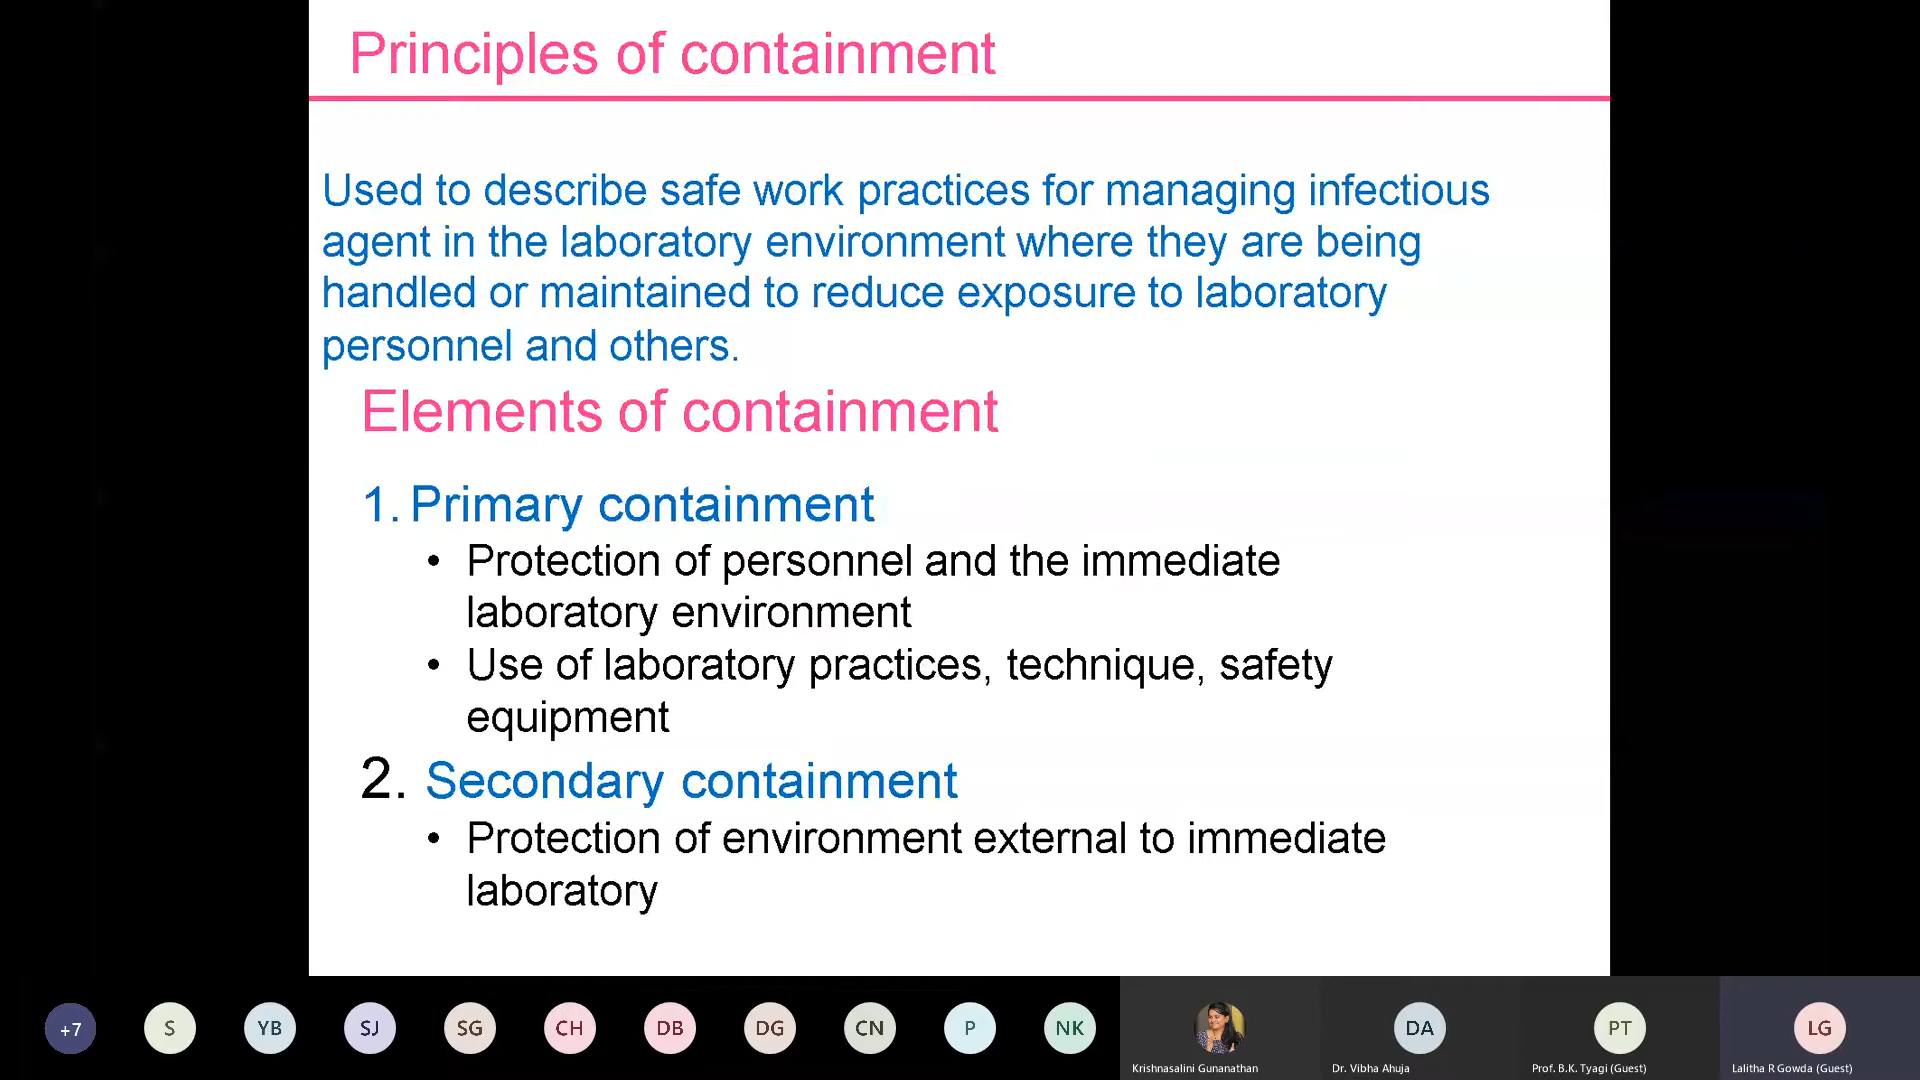 Principles of containment
Used to describe safe work practices for managing infectious
agent in the laboratory environment where they are being
handled or maintained to reduce exposure to laboratory
personnel and others.
Elements of containment
1. Primary containment
• Protection of personnel and the immediate
laboratory environment
• Use of laboratory practices, technique, safety
equipment
2. Secondary containment
• Protection of environment external to immediate
laboratory
+7 S YB SJ SG CH DB DG CN P NK DA PT LG
Krishnasalini Gunanathan Dr. Vibha Ahuja Prof. B.K. Tyagi (Guest) Lalitha R Gowda (Guest)